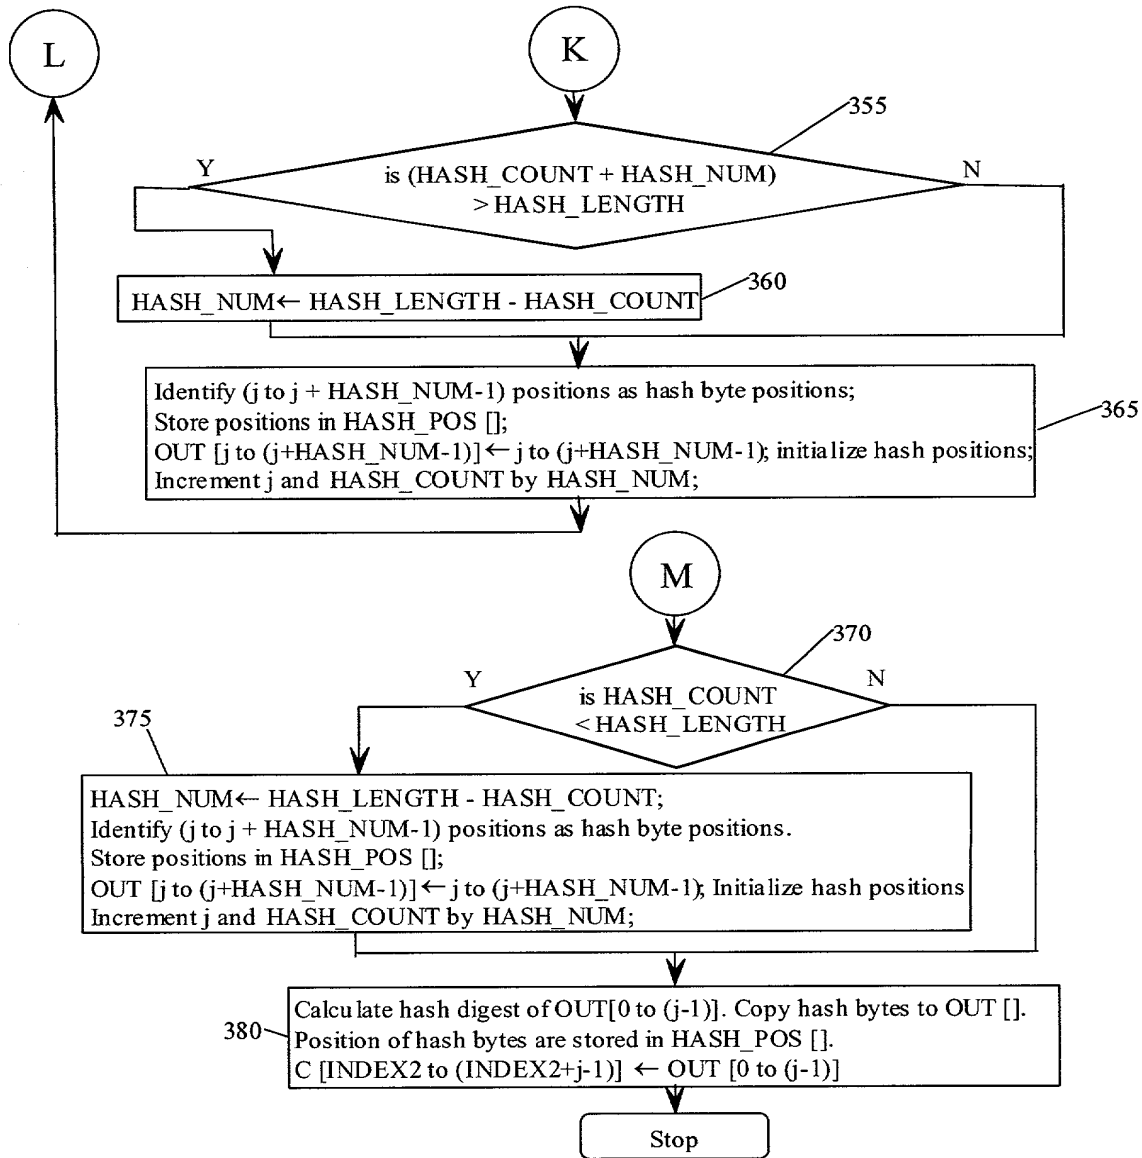 L
K
355
Y
N
is (HASH_COUNT + HASH_NUM)
> HASH_LENGTH
360
HASH_NUM← HASH_LENGTH - HASH_COUNT
Identify (j to j + HASH_NUM-1) positions as hash byte positions;
Store positions in HASH_POS [];
OUT [j to (j+HASH_NUM-1)] ← j to (j+HASH_NUM-1); initialize hash positions;
Increment j and HASH_COUNT by HASH_NUM;
365
M
370
Y
N
is HASH_COUNT
< HASH_LENGTH
375
HASH_NUM← HASH_LENGTH - HASH_COUNT;
Identify (j to j + HASH_NUM-1) positions as hash byte positions.
Store positions in HASH_POS [];
OUT [j to (j+HASH_NUM-1)] ← j to (j+HASH_NUM-1); Initialize hash positions
Increment j and HASH_COUNT by HASH_NUM;
Calculate hash digest of OUT[0 to (j-1)]. Copy hash bytes to OUT [].
380
Position of hash bytes are stored in HASH_POS [].
C [INDEX2 to (INDEX2+j-1)] ← OUT [0 to (j-1)]
Stop